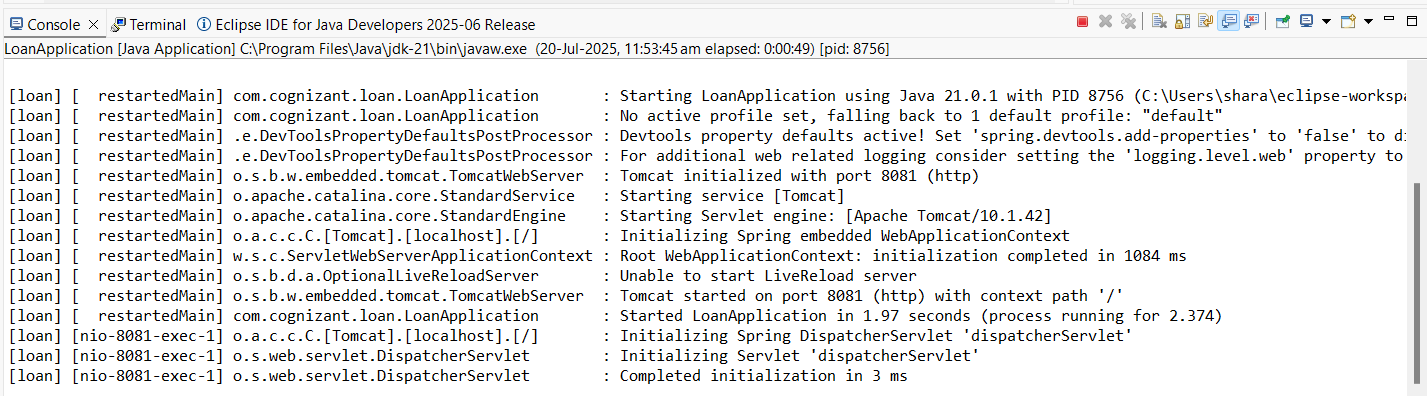 Console Terminal Eclipse IDE for Java Developers 2025-06 Release
LoanApplication [Java Application] C:\Program Files\Java\jdk-21\bin\javaw.exe (20-Jul-2025, 11:53:45 am elapsed: 0:00:49) [pid: 8756]
[loan] [  restartedMain] com.cognizant.loan.LoanApplication       : Starting LoanApplication using Java 21.0.1 with PID 8756 (C:\Users\shara\eclipse-workspa
[loan] [  restartedMain] com.cognizant.loan.LoanApplication       : No active profile set, falling back to 1 default profile: "default"
[loan] [  restartedMain] .e.DevToolsPropertyDefaultsPostProcessor : Devtools property defaults active! Set 'spring.devtools.add-properties' to 'false' to di
[loan] [  restartedMain] .e.DevToolsPropertyDefaultsPostProcessor : For additional web related logging consider setting the 'logging.level.web' property to
[loan] [  restartedMain] o.s.b.w.embedded.tomcat.TomcatWebServer  : Tomcat initialized with port 8081 (http)
[loan] [  restartedMain] o.apache.catalina.core.StandardService   : Starting service [Tomcat]
[loan] [  restartedMain] o.apache.catalina.core.StandardEngine    : Starting Servlet engine: [Apache Tomcat/10.1.42]
[loan] [  restartedMain] o.a.c.c.C.[Tomcat].[localhost].[/]       : Initializing Spring embedded WebApplicationContext
[loan] [  restartedMain] w.s.c.ServletWebServerApplicationContext : Root WebApplicationContext: initialization completed in 1084 ms
[loan] [  restartedMain] o.s.b.d.a.OptionalLiveReloadServer       : Unable to start LiveReload server
[loan] [  restartedMain] o.s.b.w.embedded.tomcat.TomcatWebServer  : Tomcat started on port 8081 (http) with context path '/'
[loan] [  restartedMain] com.cognizant.loan.LoanApplication       : Started LoanApplication in 1.97 seconds (process running for 2.374)
[loan] [nio-8081-exec-1] o.a.c.c.C.[Tomcat].[localhost].[/]       : Initializing Spring DispatcherServlet 'dispatcherServlet'
[loan] [nio-8081-exec-1] o.s.web.servlet.DispatcherServlet        : Initializing Servlet 'dispatcherServlet'
[loan] [nio-8081-exec-1] o.s.web.servlet.DispatcherServlet        : Completed initialization in 3 ms